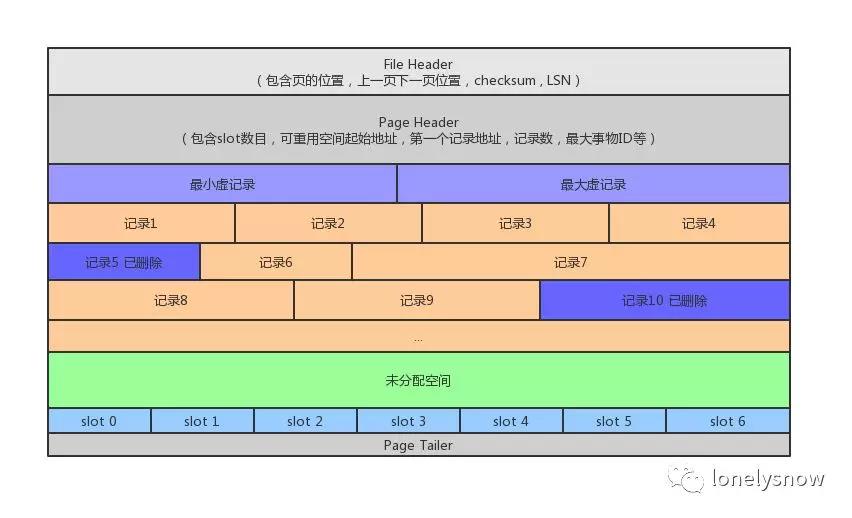 File Header
（包含页的位置，上一页下一页位置，checksum , LSN）
Page Header
（包含slot数目，可重用空间起始地址，第一个记录地址，记录数，最大事物ID等）
最小虚记录 最大虚记录
记录1 记录2 记录3 记录4
记录5 已删除 记录6 记录7
记录8 记录9 记录10 已删除
...
未分配空间
slot 0 slot 1 slot 2 slot 3 slot 4 slot 5 slot 6
Page Tailer
lonelysnow